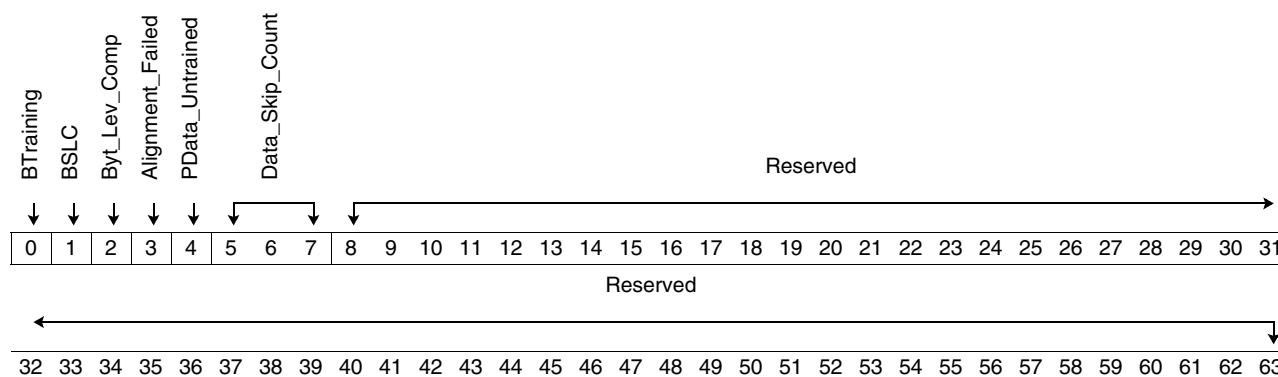 BTraining
BSLC
Byt_Lev_Comp
Alignment_Failed
PData_Untrained
Data_Skip_Count
Reserved
0 1 2 3 4 5 6 7 8 9 10 11 12 13 14 15 16 17 18 19 20 21 22 23 24 25 26 27 28 29 30 31
Reserved
32 33 34 35 36 37 38 39 40 41 42 43 44 45 46 47 48 49 50 51 52 53 54 55 56 57 58 59 60 61 62 63